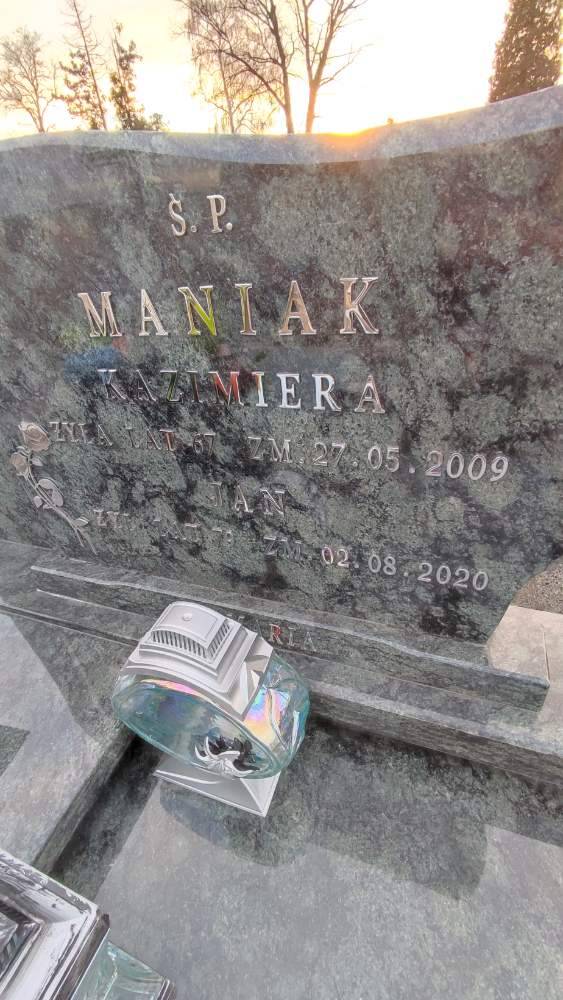 Ś. P.
MANIAK
KAZIMIERA
ŻYŁA LAT 67 ZM. 27.05.2009
JAN
ZM. 02.08.2020